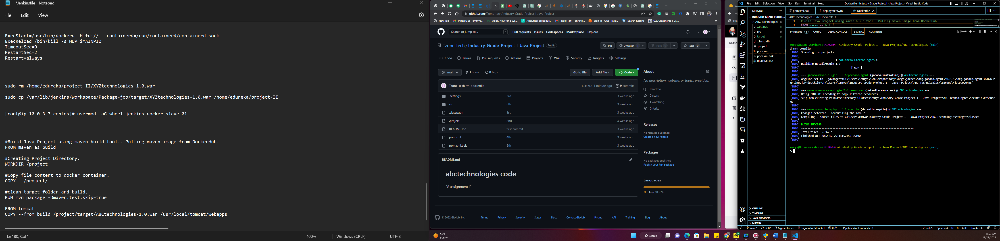 *Jenkinsfile - Notepad
File Edit View
ExecStart=/usr/bin/dockerd -H fd:// --containerd=/run/containerd/containerd.sock
ExecReload=/bin/kill -s HUP $MAINPID
TimeoutSec=0
RestartSec=2
Restart=always
sudo rm /home/edureka/project-II/XYZtechnologies-1.0.war
sudo cp /var/lib/jenkins/workspace/Package-job/target/XYZtechnologies-1.0.war /home/edureka/project-II
[root@ip-10-0-3-7 centos]# usermod -aG wheel jenkins-docker-slave-01
#Build Java Project using maven build tool.. Pulling maven image from DockerHub.
FROM maven as build
#Creating Project Directory.
WORKDIR /project
#Copy file content to docker container.
COPY . /project/
#clean target folder and build.
RUN mvn package -Dmaven.test.skip=true
FROM tomcat
COPY --from=build /project/target/ABCtechnologies-1.0.war /usr/local/tomcat/webapps
Ln 180, Col 1 100% Windows (CRLF) UTF-8
github.com/Tzone-tech/Industry-Grade-Project-I-Java-Project
New Tab Inbox (32) - emmya... Apply now for a WE... Analytical procedur... Inbox (16) - christo... Sign In | AWS Traini... Search Results U.S. Citizenship | US... »
Search or jump to... / Pull requests Issues Codespaces Marketplace Explore
Tzone-tech / Industry-Grade-Project-I-Java-Project Public
Pin Unwatch 1 Fork 0 Star 0
Code Issues Pull requests Actions Projects Wiki Security Insights Settings
main 1 branch 0 tags Go to file Add file Code
Tzone-tech rm-dockerfile 13d52fe 1 minute ago 9 commits
.settings 3rd 3 weeks ago
src 6th 3 weeks ago
.classpath 1st 3 weeks ago
.project 2nd 3 weeks ago
README.md first commit 3 weeks ago
pom.xml 4th 3 weeks ago
pom.xml.bak 5th 3 weeks ago
README.md
abctechnologies code
"# assignment1"
About
No description, website, or topics provided.
Readme
0 stars
1 watching
0 forks
Releases
No releases published
Create a new release
Packages
No packages published
Publish your first package
Languages
Java 100.0%
© 2022 GitHub, Inc. Terms Privacy Security Status Docs Contact GitHub Pricing API Training Blog About
55°F
Sunny
Search
Dashb
File Edit Selection View Go Run Terminal Help Dockerfile - Industry Grade Project I - Java Project - Visual Studio Code
EXPLORER
INDUSTRY GRADE PROJEC...
ABC Technologies
.settings
src
target
.classpath
.project
pom.xml
pom.xml.bak
README.md
OUTLINE
TIMELINE
JAVA PROJECTS
MAVEN
pom.xml.bak deployment.yml Dockerfile
ABC Technologies > Dockerfile > ...
1 #Build Java Project using maven build tool.. Pulling maven image from DockerHub.
2 FROM maven as build
PROBLEMS 1 OUTPUT DEBUG CONSOLE TERMINAL COMMENTS bash
emmya@Tzone-workhorse MINGW64 ~/Industry Grade Project I - Java Project/ABC Technologies (main)
$ mvn compile
[INFO] Scanning for projects...
[INFO]
[INFO] ----------------------< com.abc:ABCtechnologies >-----------------------
[INFO] Building RetailModule 1.0
[INFO] --------------------------------[ war ]---------------------------------
[INFO]
[INFO] --- jacoco-maven-plugin:0.8.6:prepare-agent (jacoco-initialize) @ ABCtechnologies ---
[INFO] argLine set to "-javaagent:C:\\Users\\emmya\\.m2\\repository\\org\\jacoco\\org.jacoco.agent\\0.8.6\\org.jacoco.agent-0.8.6-r
untime.jar=destfile=C:\\Users\\emmya\\Industry Grade Project I - Java Project\\ABC Technologies\\target\\jacoco.exec"
[INFO]
[INFO] --- maven-resources-plugin:2.6:resources (default-resources) @ ABCtechnologies ---
[INFO] Using 'UTF-8' encoding to copy filtered resources.
[INFO] skip non existing resourceDirectory C:\Users\emmya\Industry Grade Project I - Java Project\ABC Technologies\src\main\resourc
es
[INFO]
[INFO] --- maven-compiler-plugin:3.1:compile (default-compile) @ ABCtechnologies ---
[INFO] Changes detected - recompiling the module!
[INFO] Compiling 3 source files to C:\Users\emmya\Industry Grade Project I - Java Project\ABC Technologies\target\classes
[INFO] ------------------------------------------------------------------------
[INFO] BUILD SUCCESS
[INFO] ------------------------------------------------------------------------
[INFO] Total time:  5.362 s
[INFO] Finished at: 2022-12-29T11:52:52-05:00
[INFO] ------------------------------------------------------------------------
emmya@Tzone-workhorse MINGW64 ~/Industry Grade Project I - Java Project/ABC Technologies (main)
$
main* Sign in to Jira Sign in to Bitbucket 0 1 Pipelines (not connected) Ln 2, Col 20 Spaces: 4 UTF-8 CRLF Dockerfile
11:53 AM
12/29/2022